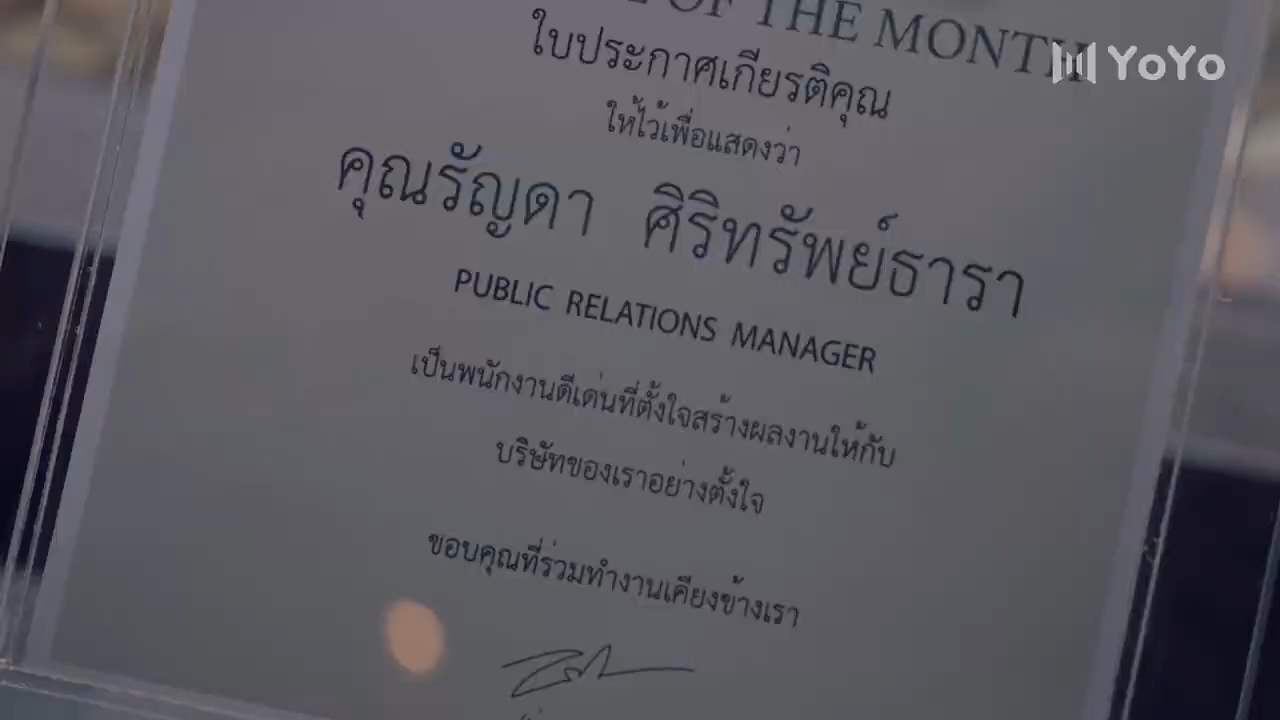 OF THE MONTH
YoYo
ใบประกาศเกียรติคุณ
ให้ไว้เพื่อแสดงว่า
คุณรัญดา ศิริทรัพย์ธารา
PUBLIC RELATIONS MANAGER
เป็นพนักงานดีเด่นที่ตั้งใจสร้างผลงานให้กับ
บริษัทของเราอย่างตั้งใจ
ขอบคุณที่ร่วมทำงานเคียงข้างเรา